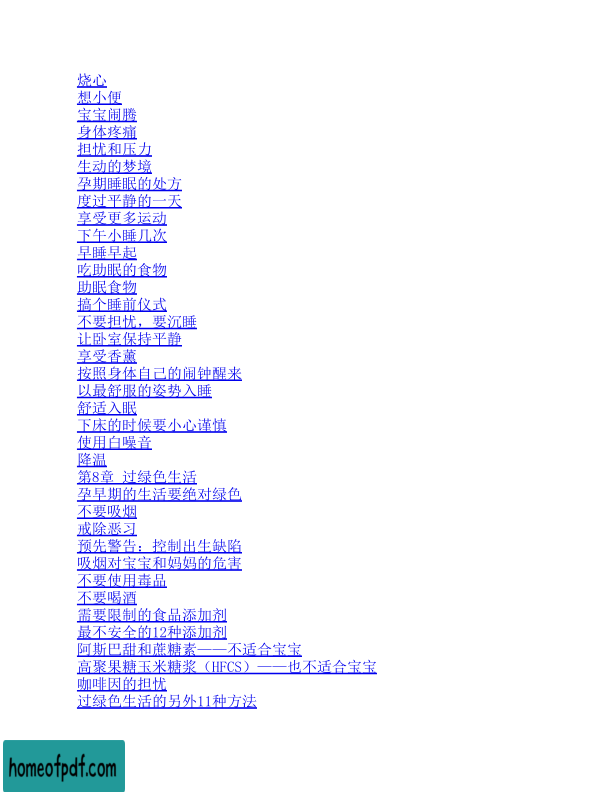 烧心
想小便
宝宝闹腾
身体疼痛
担忧和压力
生动的梦境
孕期睡眠的处方
度过平静的一天
享受更多运动
下午小睡几次
早睡早起
吃助眠的食物
助眠食物
搞个睡前仪式
不要担忧，要沉睡
让卧室保持平静
享受香薰
按照身体自己的闹钟醒来
以最舒服的姿势入睡
舒适入眠
下床的时候要小心谨慎
使用白噪音
降温
第8章 过绿色生活
孕早期的生活要绝对绿色
不要吸烟
戒除恶习
预先警告：控制出生缺陷
吸烟对宝宝和妈妈的危害
不要使用毒品
不要喝酒
需要限制的食品添加剂
最不安全的12种添加剂
阿斯巴甜和蔗糖素——不适合宝宝
高聚果糖玉米糖浆（HFCS）——也不适合宝宝
咖啡因的担忧
过绿色生活的另外11种方法
homeofpdf.com